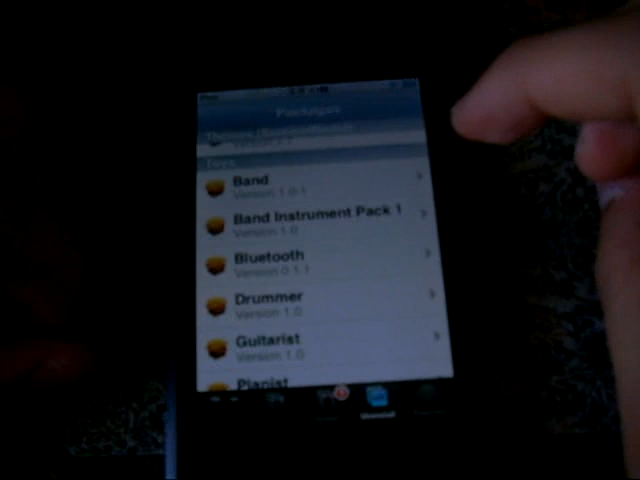 Packages
Toys
Band
Version 1.0-1
Band Instrument Pack 1
Version 1.0
Bluetooth
Version 0.1.1
Drummer
Version 1.0
Guitarist
Version 1.0
Pianist